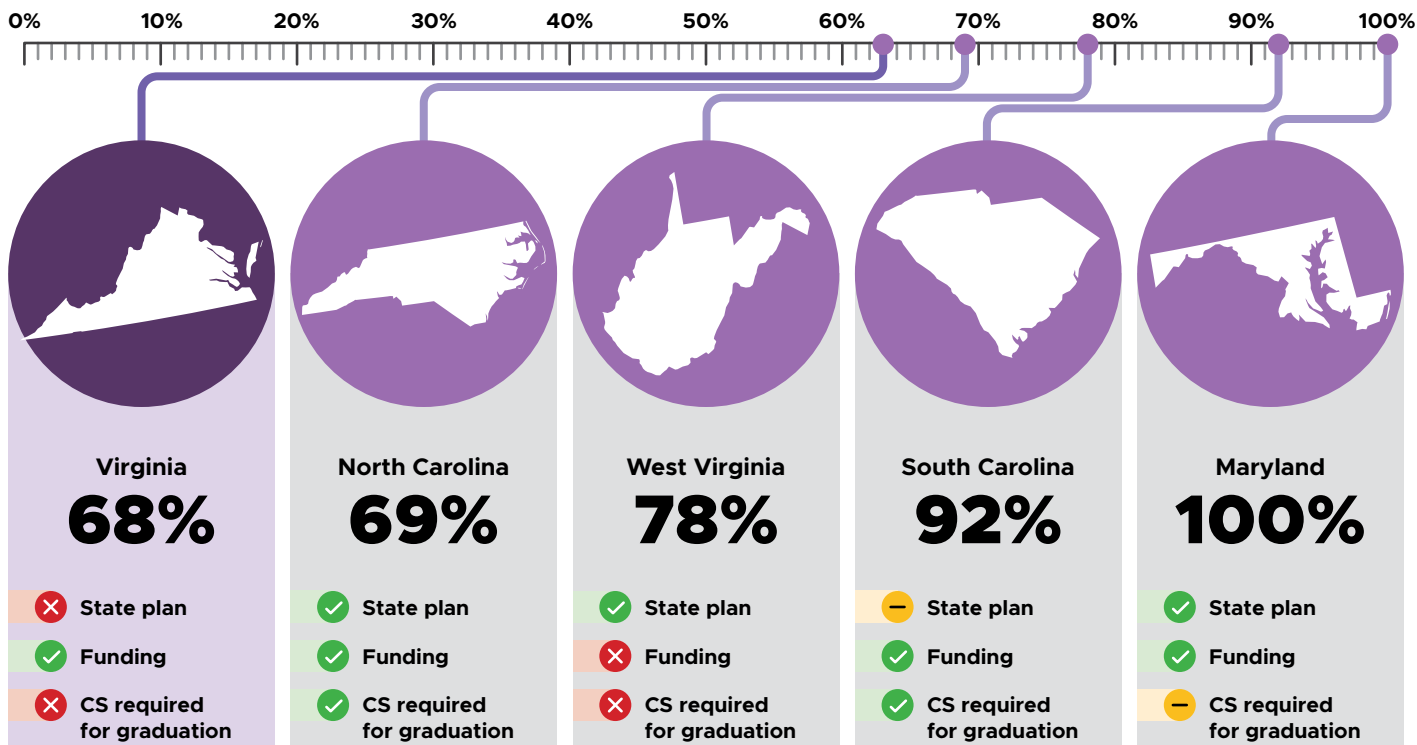 0% 10% 20% 30% 40% 50% 60% 70% 80% 90% 100%
Virginia
68%
State plan
Funding
CS required
for graduation
North Carolina
69%
State plan
Funding
CS required
for graduation
West Virginia
78%
State plan
Funding
CS required
for graduation
South Carolina
92%
State plan
Funding
CS required
for graduation
Maryland
100%
State plan
Funding
CS required
for graduation